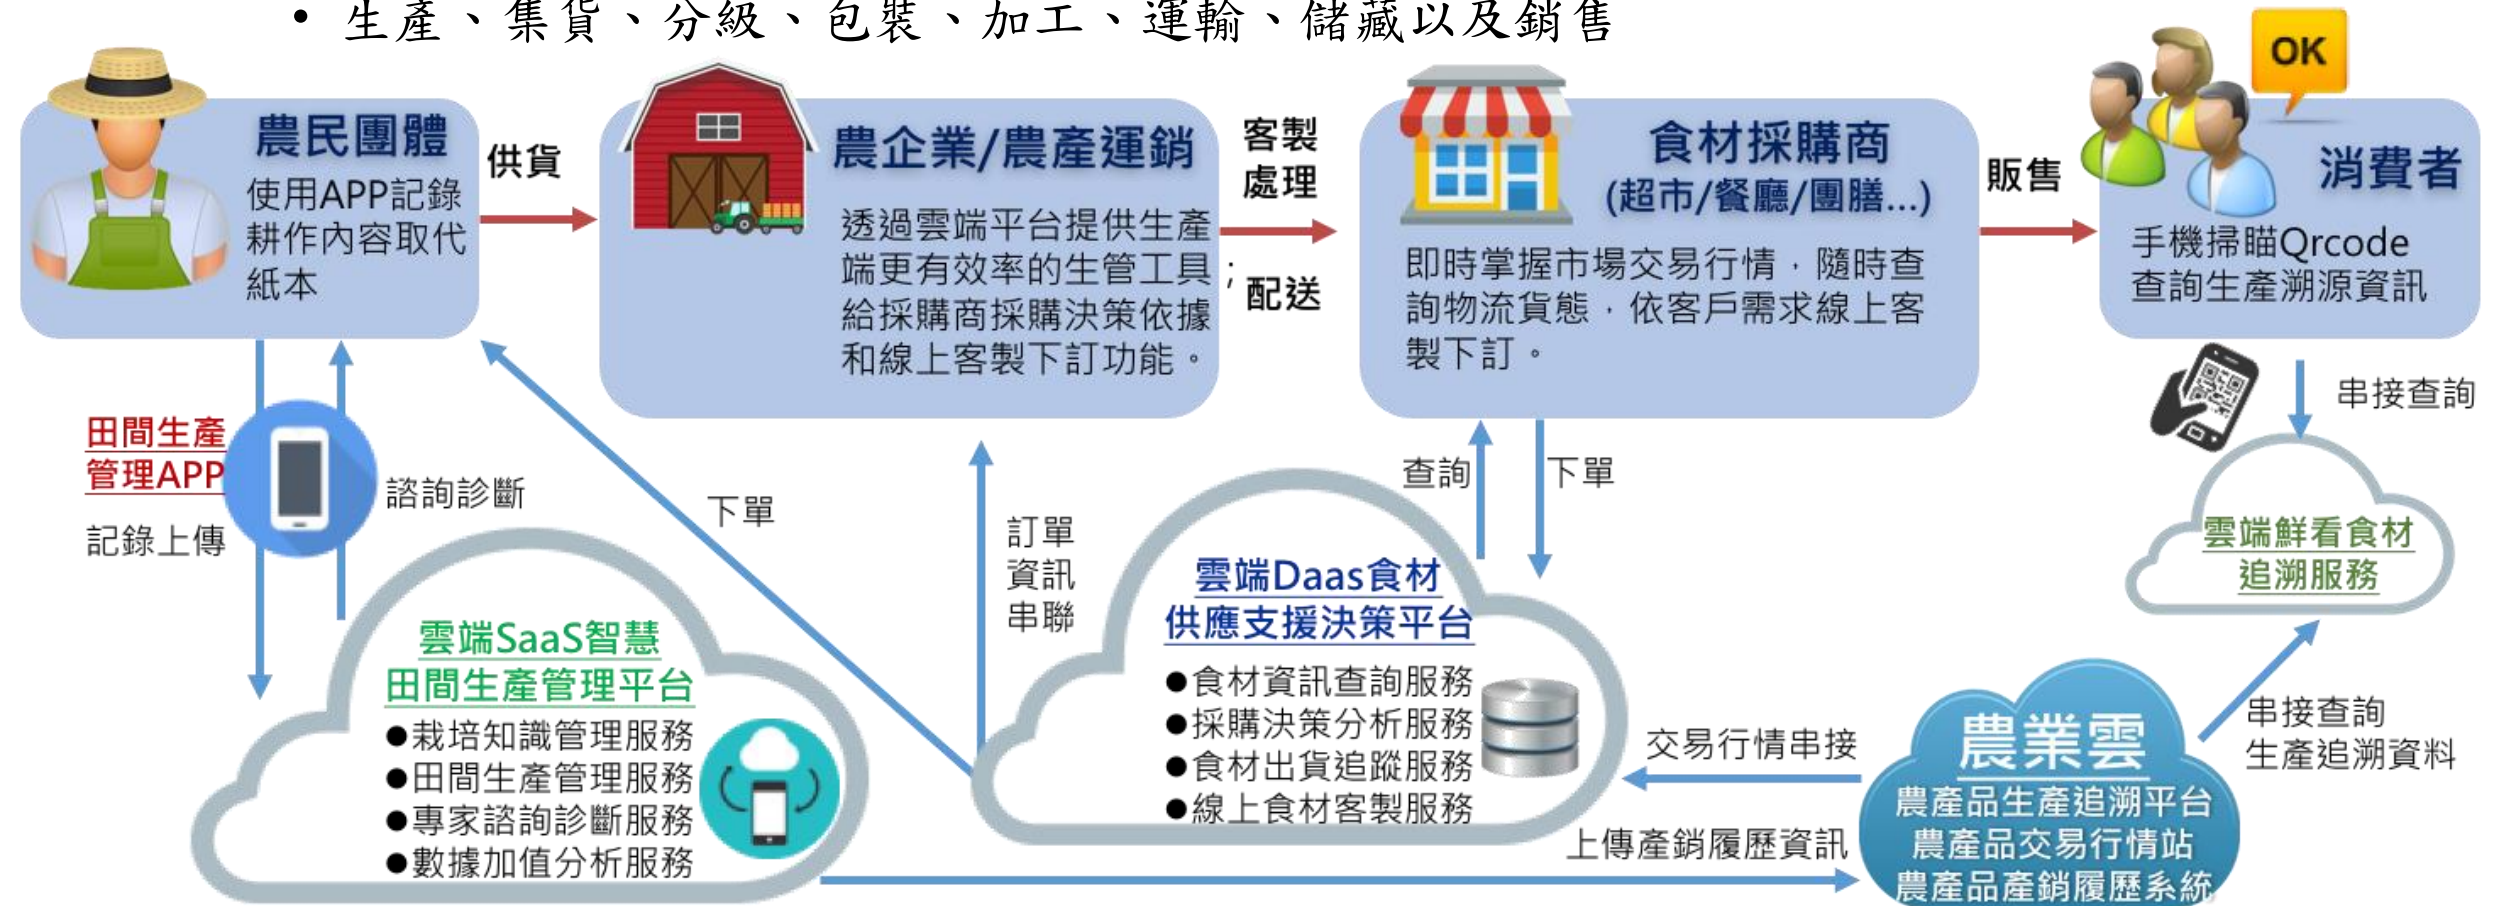 • 生產、集貨、分級、包裝、加工、運輸、儲藏以及銷售
農民團體
使用APP記錄
耕作內容取代
紙本
供貨
農企業/農產運銷
透過雲端平台提供生產
端更有效率的生管工具;
給採購商採購決策依據
和線上客製下訂功能。
客製
處理
配送
食材採購商
(超市/餐廳/團膳...)
即時掌握市場交易行情，隨時查
詢物流貨態，依客戶需求線上客
製下訂。
販售
OK
消費者
手機掃瞄Qrcode
查詢生產溯源資訊
田間生產
管理APP
記錄上傳
諮詢診斷
下單
訂單
資訊
串聯
查詢
下單
串接查詢
雲端鮮看食材
追溯服務
雲端SaaS智慧
田間生產管理平台
●栽培知識管理服務
●田間生產管理服務
●專家諮詢診斷服務
●數據加值分析服務
雲端Daas食材
供應支援決策平台
●食材資訊查詢服務
●採購決策分析服務
●食材出貨追蹤服務
●線上食材客製服務
交易行情串接
上傳產銷履歷資訊
農業雲
農產品生產追溯平台
農產品交易行情站
農產品產銷履歷系統
串接查詢
生產追溯資料